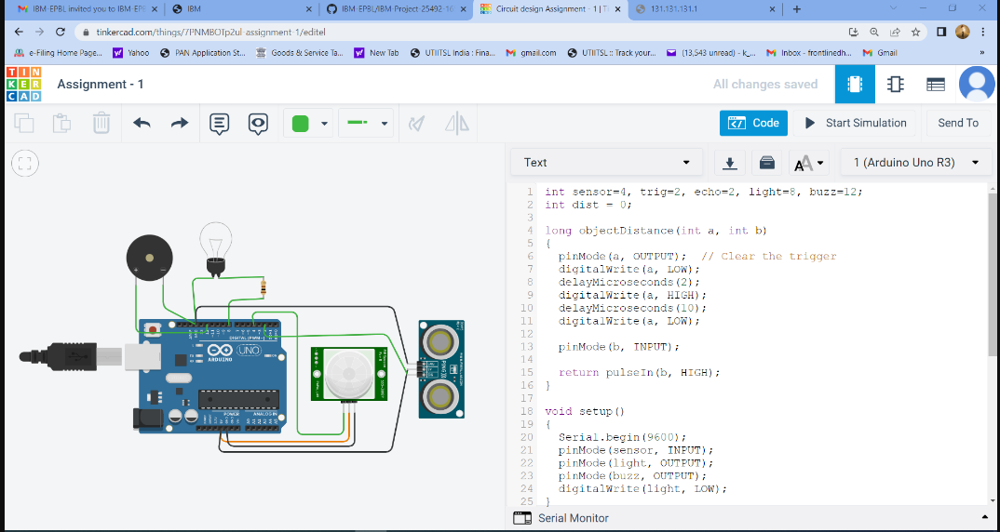 IBM-EPBL invited you to IBM-EPB
IBM
IBM-EPBL/IBM-Project-25492-16
Circuit design Assignment - 1 | Ti
131.131.131.1
tinkercad.com/things/7PNMBOTp2ul-assignment-1/editel
e-Filing Home Page...
Yahoo
PAN Application St...
Goods & Service Ta...
New Tab
UTIITSL India : Fina...
gmail.com
UTIITSL :: Track your...
(13,543 unread) - k_...
Inbox - frontlinedh...
Gmail
»
TIN
KER
CAD
Assignment - 1
All changes saved
Code
Start Simulation
Send To
Text
AA
1 (Arduino Uno R3)
1 int sensor=4, trig=2, echo=2, light=8, buzz=12;
2 int dist = 0;
3
4 long objectDistance(int a, int b)
5 {
6 pinMode(a, OUTPUT); // Clear the trigger
7 digitalWrite(a, LOW);
8 delayMicroseconds(2);
9 digitalWrite(a, HIGH);
10 delayMicroseconds(10);
11 digitalWrite(a, LOW);
12
13 pinMode(b, INPUT);
14
15 return pulseIn(b, HIGH);
16 }
17
18 void setup()
19 {
20 Serial.begin(9600);
21 pinMode(sensor, INPUT);
22 pinMode(light, OUTPUT);
23 pinMode(buzz, OUTPUT);
24 digitalWrite(light, LOW);
25 }
DIGITAL (PWM~)
UNO
ARDUINO
POWER
ANALOG IN
Serial Monitor